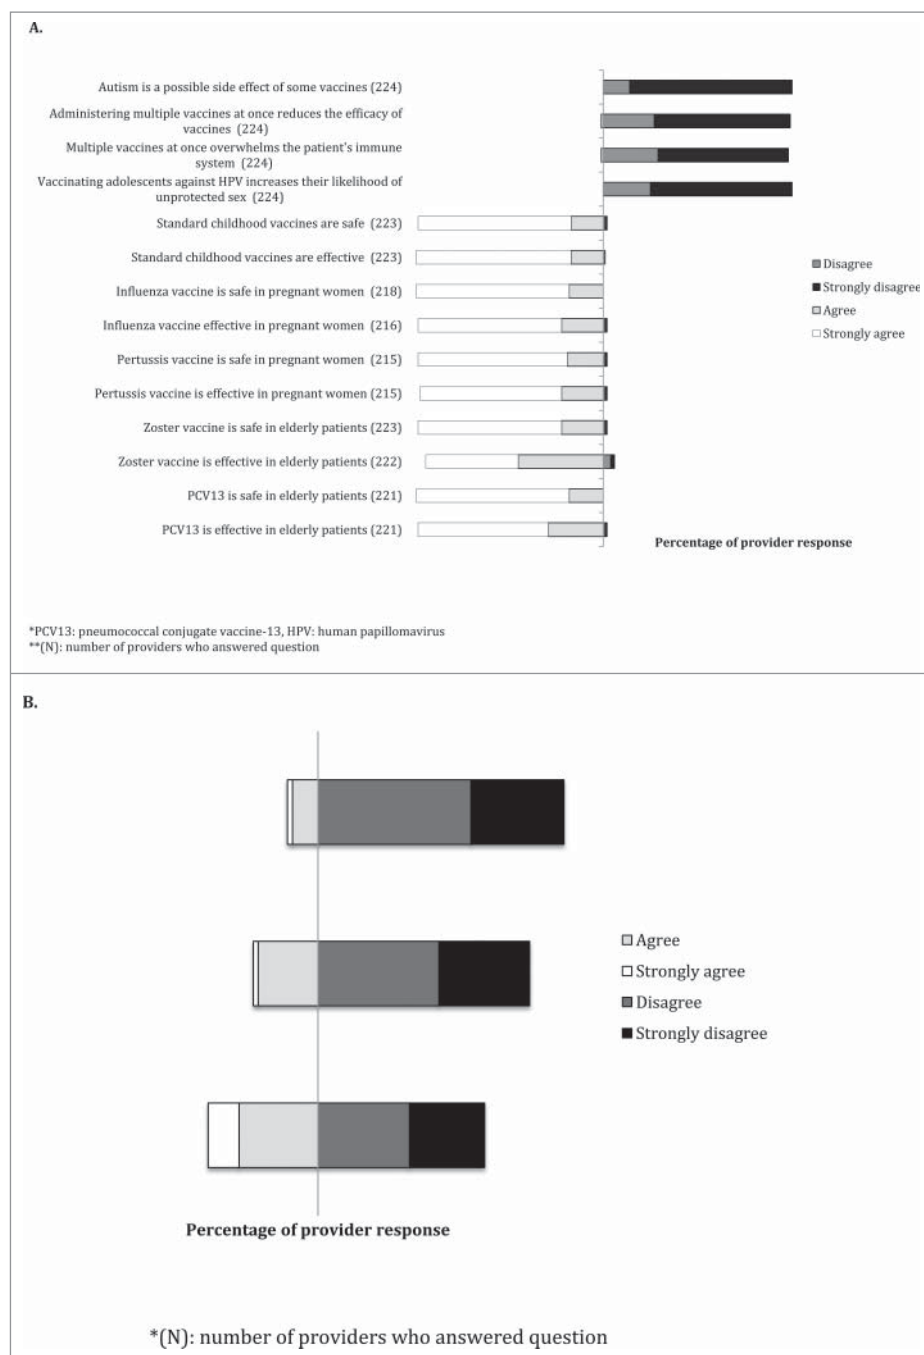 A.
Autism is a possible side effect of some vaccines (224)
Administering multiple vaccines at once reduces the efficacy of
vaccines (224)
Multiple vaccines at once overwhelms the patient's immune
system (224)
Vaccinating adolescents against HPV increases their likelihood of
unprotected sex (224)
Standard childhood vaccines are safe (223)
Standard childhood vaccines are effective (223)
Influenza vaccine is safe in pregnant women (218)
Influenza vaccine effective in pregnant women (216)
Pertussis vaccine is safe in pregnant women (215)
Pertussis vaccine is effective in pregnant women (215)
Zoster vaccine is safe in elderly patients (223)
Zoster vaccine is effective in elderly patients (222)
PCV13 is safe in elderly patients (221)
PCV13 is effective in elderly patients (221)
Disagree
Strongly disagree
Agree
Strongly agree
Percentage of provider response
*PCV13: pneumococcal conjugate vaccine-13, HPV: human papillomavirus
**(N): number of providers who answered question
B.
Agree
Strongly agree
Disagree
Strongly disagree
Percentage of provider response
*(N): number of providers who answered question